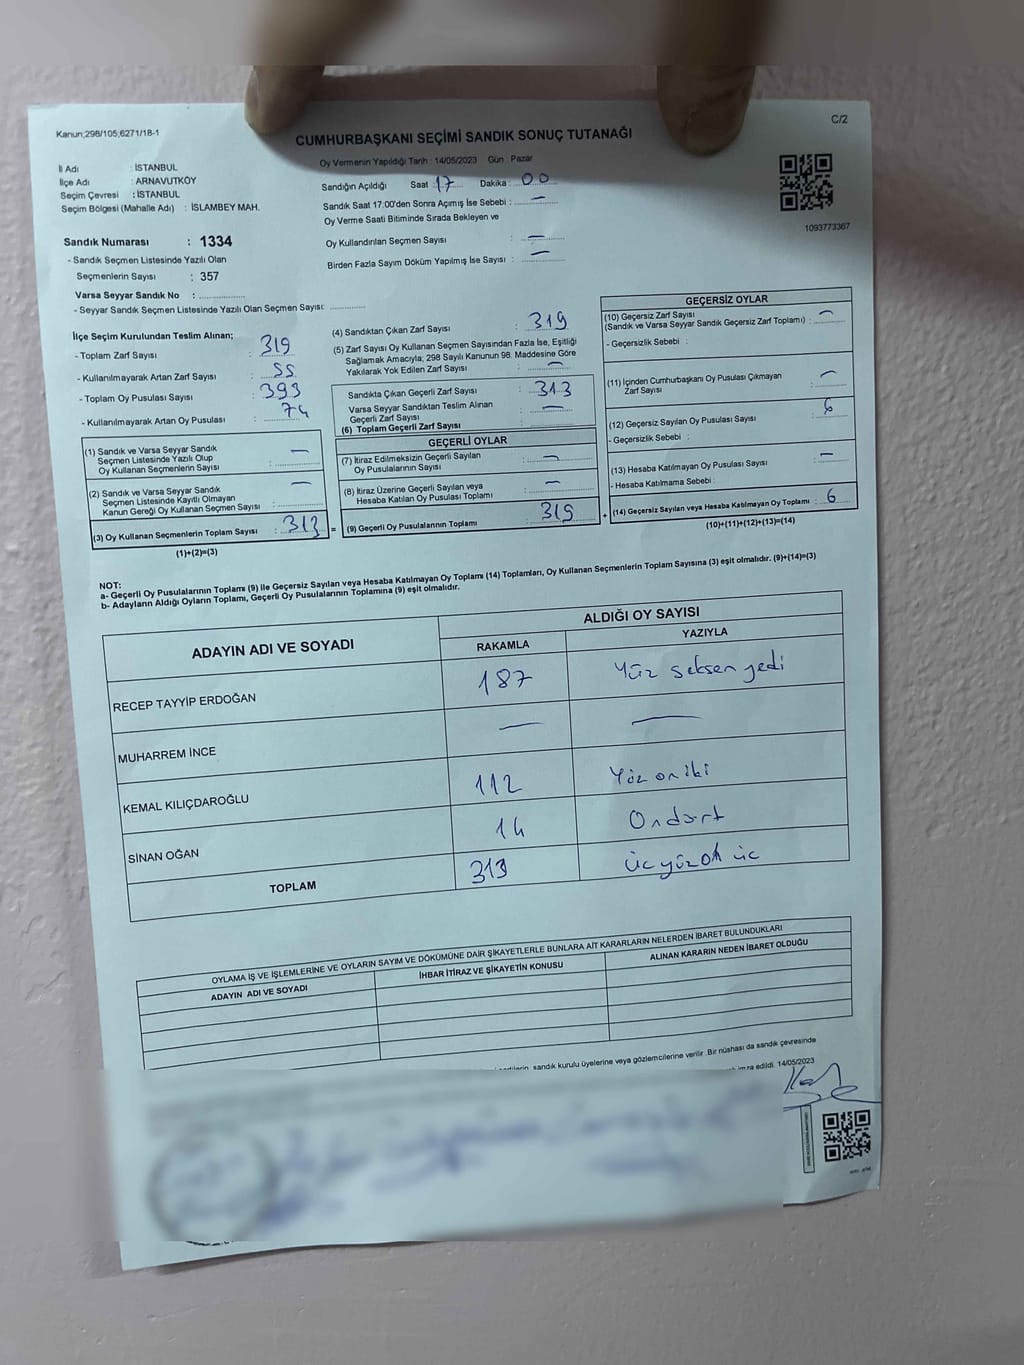 Kanun;298/105,6271/18-1
C/2
CUMHURBAŞKANI SEÇİMİ SANDIK SONUÇ TUTANAĞI
Oy Vermenin Yapıldığı Tarih : 14/05/2023 Gün : Pazar
İl Adı : İSTANBUL
İlçe Adı : ARNAVUTKÖY
Seçim Çevresi : İSTANBUL
Seçim Bölgesi (Mahalle Adı) : İSLAMBEY MAH.
Sandığın Açıldığı Saat : 17 Dakika : 00
Sandık Saat 17.00'den Sonra Açımış İse Sebebi : —
Oy Verme Saati Bitiminde Sırada Bekleyen ve
Oy Kullandırılan Seçmen Sayısı : —
Birden Fazla Sayım Döküm Yapılmış İse Sayısı : —
1093773367
Sandık Numarası : 1334
- Sandık Seçmen Listesinde Yazılı Olan
Seçmenlerin Sayısı : 357
Varsa Seyyar Sandık No : ..............
- Seyyar Sandık Seçmen Listesinde Yazılı Olan Seçmen Sayısı: ..............
İlçe Seçim Kurulundan Teslim Alınan;
- Toplam Zarf Sayısı : 319
- Kullanılmayarak Artan Zarf Sayısı : 55
- Toplam Oy Pusulası Sayısı : 393
- Kullanılmayarak Artan Oy Pusulası : 74
(1) Sandık ve Varsa Seyyar Sandık
Seçmen Listesinde Yazılı Olup
Oy Kullanan Seçmenlerin Sayısı : —
(2) Sandık ve Varsa Seyyar Sandık
Seçmen Listesinde Kayıtlı Olmayan
Kanun Gereği Oy Kullanan Seçmen Sayısı : —
(3) Oy Kullanan Seçmenlerin Toplam Sayısı : 313 =
(1)+(2)=(3)
(4) Sandıktan Çıkan Zarf Sayısı : 319
(5) Zarf Sayısı Oy Kullanan Seçmen Sayısından Fazla İse, Eşitliği
Sağlamak Amacıyla; 298 Sayılı Kanunun 98. Maddesine Göre
Yakılarak Yok Edilen Zarf Sayısı : —
Sandıkta Çıkan Geçerli Zarf Sayısı : 313
Varsa Seyyar Sandıktan Teslim Alınan
Geçerli Zarf Sayısı : —
(6) Toplam Geçerli Zarf Sayısı
GEÇERLİ OYLAR
(7) İtiraz Edilmeksizin Geçerli Sayılan
Oy Pusulalarının Sayısı : —
(8) İtiraz Üzerine Geçerli Sayılan veya
Hesaba Katılan Oy Pusulası Toplamı : —
(9) Geçerli Oy Pusulalarının Toplamı : 319 +
GEÇERSİZ OYLAR
(10) Geçersiz Zarf Sayısı
(Sandık ve Varsa Seyyar Sandık Geçersiz Zarf Toplamı) : —
- Geçersizlik Sebebi :
(11) İçinden Cumhurbaşkanı Oy Pusulası Çıkmayan
Zarf Sayısı : —
(12) Geçersiz Sayılan Oy Pusulası Sayısı : 6
- Geçersizlik Sebebi :
(13) Hesaba Katılmayan Oy Pusulası Sayısı : —
- Hesaba Katılmama Sebebi :
(14) Geçersiz Sayılan veya Hesaba Katılmayan Oy Toplamı : 6
(10)+(11)+(12)+(13)=(14)
NOT:
a- Geçerli Oy Pusulalarının Toplamı (9) ile Geçersiz Sayılan veya Hesaba Katılmayan Oy Toplamı (14) Toplamları, Oy Kullanan Seçmenlerin Toplam Sayısına (3) eşit olmalıdır. (9)+(14)=(3)
b- Adayların Aldığı Oyların Toplamı, Geçerli Oy Pusulalarının Toplamına (9) eşit olmalıdır.
ADAYIN ADI VE SOYADI ALDIĞI OY SAYISI
RAKAMLA YAZIYLA
RECEP TAYYİP ERDOĞAN 187 Yüz seksen yedi
MUHARREM İNCE — —
KEMAL KILIÇDAROĞLU 112 Yüz on iki
SİNAN OĞAN 14 Ondört
TOPLAM 313 üç yüz on üç
OYLAMA İŞ VE İŞLEMLERİNE VE OYLARIN SAYIM VE DÖKÜMÜNE DAİR ŞİKAYETLERLE BUNLARA AİT KARARLARIN NELERDEN İBARET BULUNDUKLARI
ADAYIN ADI VE SOYADI İHBAR İTİRAZ VE ŞİKAYETİN KONUSU ALINAN KARARIN NEDEN İBARET OLDUĞU
sandık kurulu üyelerine veya gözlemcilerine verilir. Bir nüshası da sandık çevresinde
imza edildi. 14/05/2023